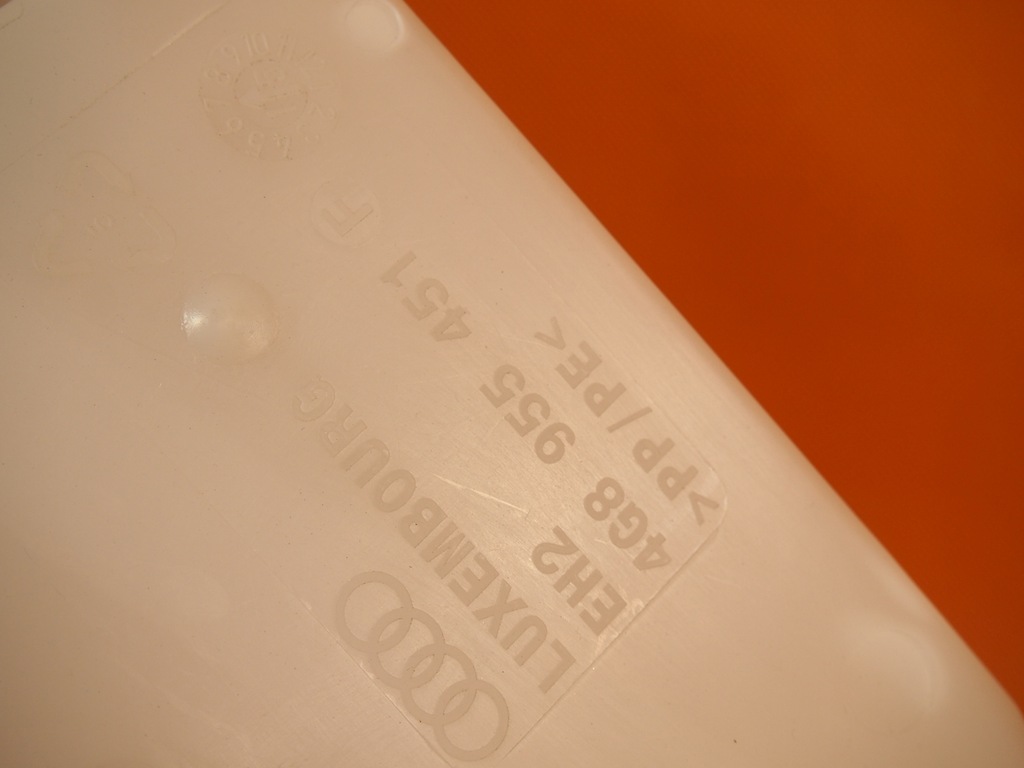 LUXEMBOURG
EH2
4G8 955 451 F
>PP/PE<